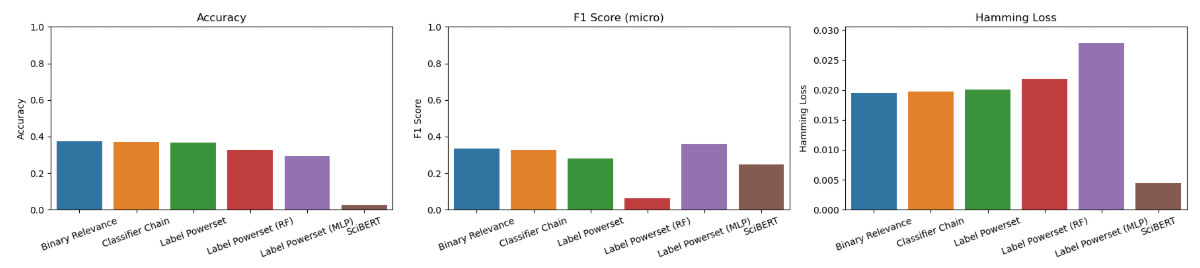 Accuracy
Accuracy
1.0
0.8
0.6
0.4
0.2
0.0
Binary Relevance
Classifier Chain
Label Powerset
Label Powerset (RF)
Label Powerset (MLP)
SciBERT
F1 Score (micro)
F1 Score
1.0
0.8
0.6
0.4
0.2
0.0
Binary Relevance
Classifier Chain
Label Powerset
Label Powerset (RF)
Label Powerset (MLP)
SciBERT
Hamming Loss
Hamming Loss
0.030
0.025
0.020
0.015
0.010
0.005
0.000
Binary Relevance
Classifier Chain
Label Powerset
Label Powerset (RF)
Label Powerset (MLP)
SciBERT